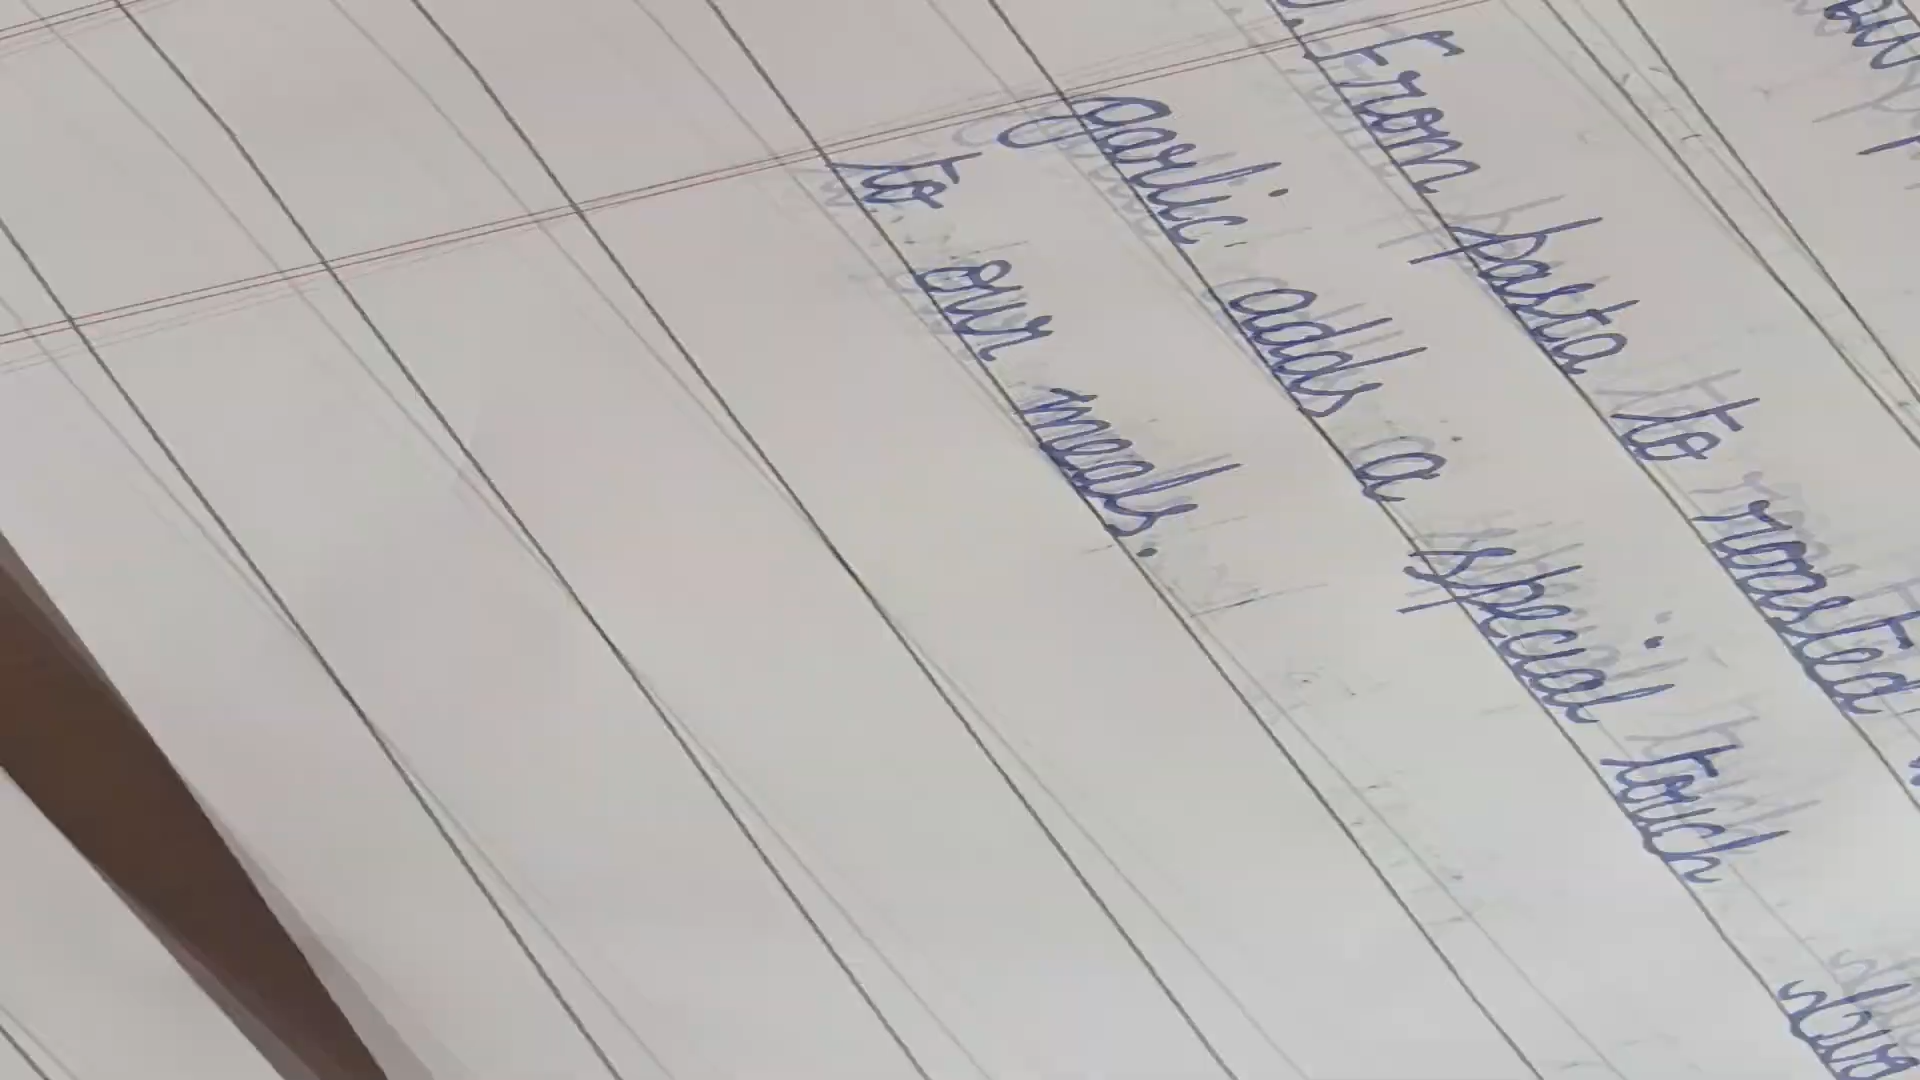 From pasta to roasted
garlic adds a special touch
to our meals.